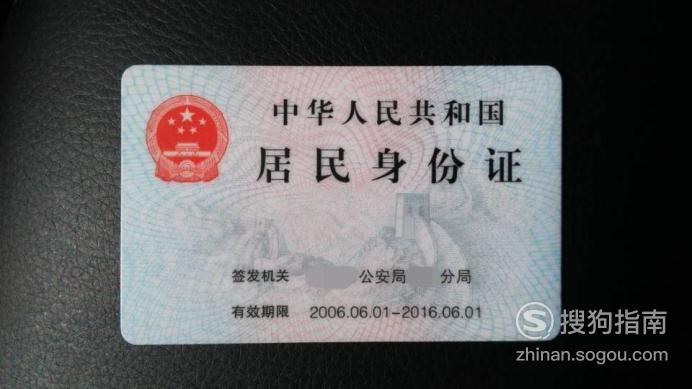 中华人民共和国
居民身份证
签发机关 公安局 分局
有效期限 2006.06.01-2016.06.01
S 搜狗指南
zhinan.sogou.com